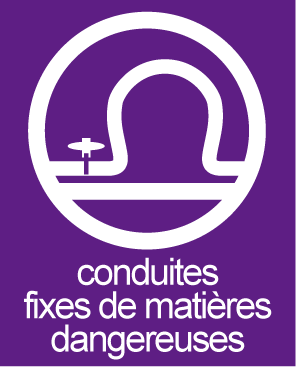 conduites
fixes de matières
dangereuses